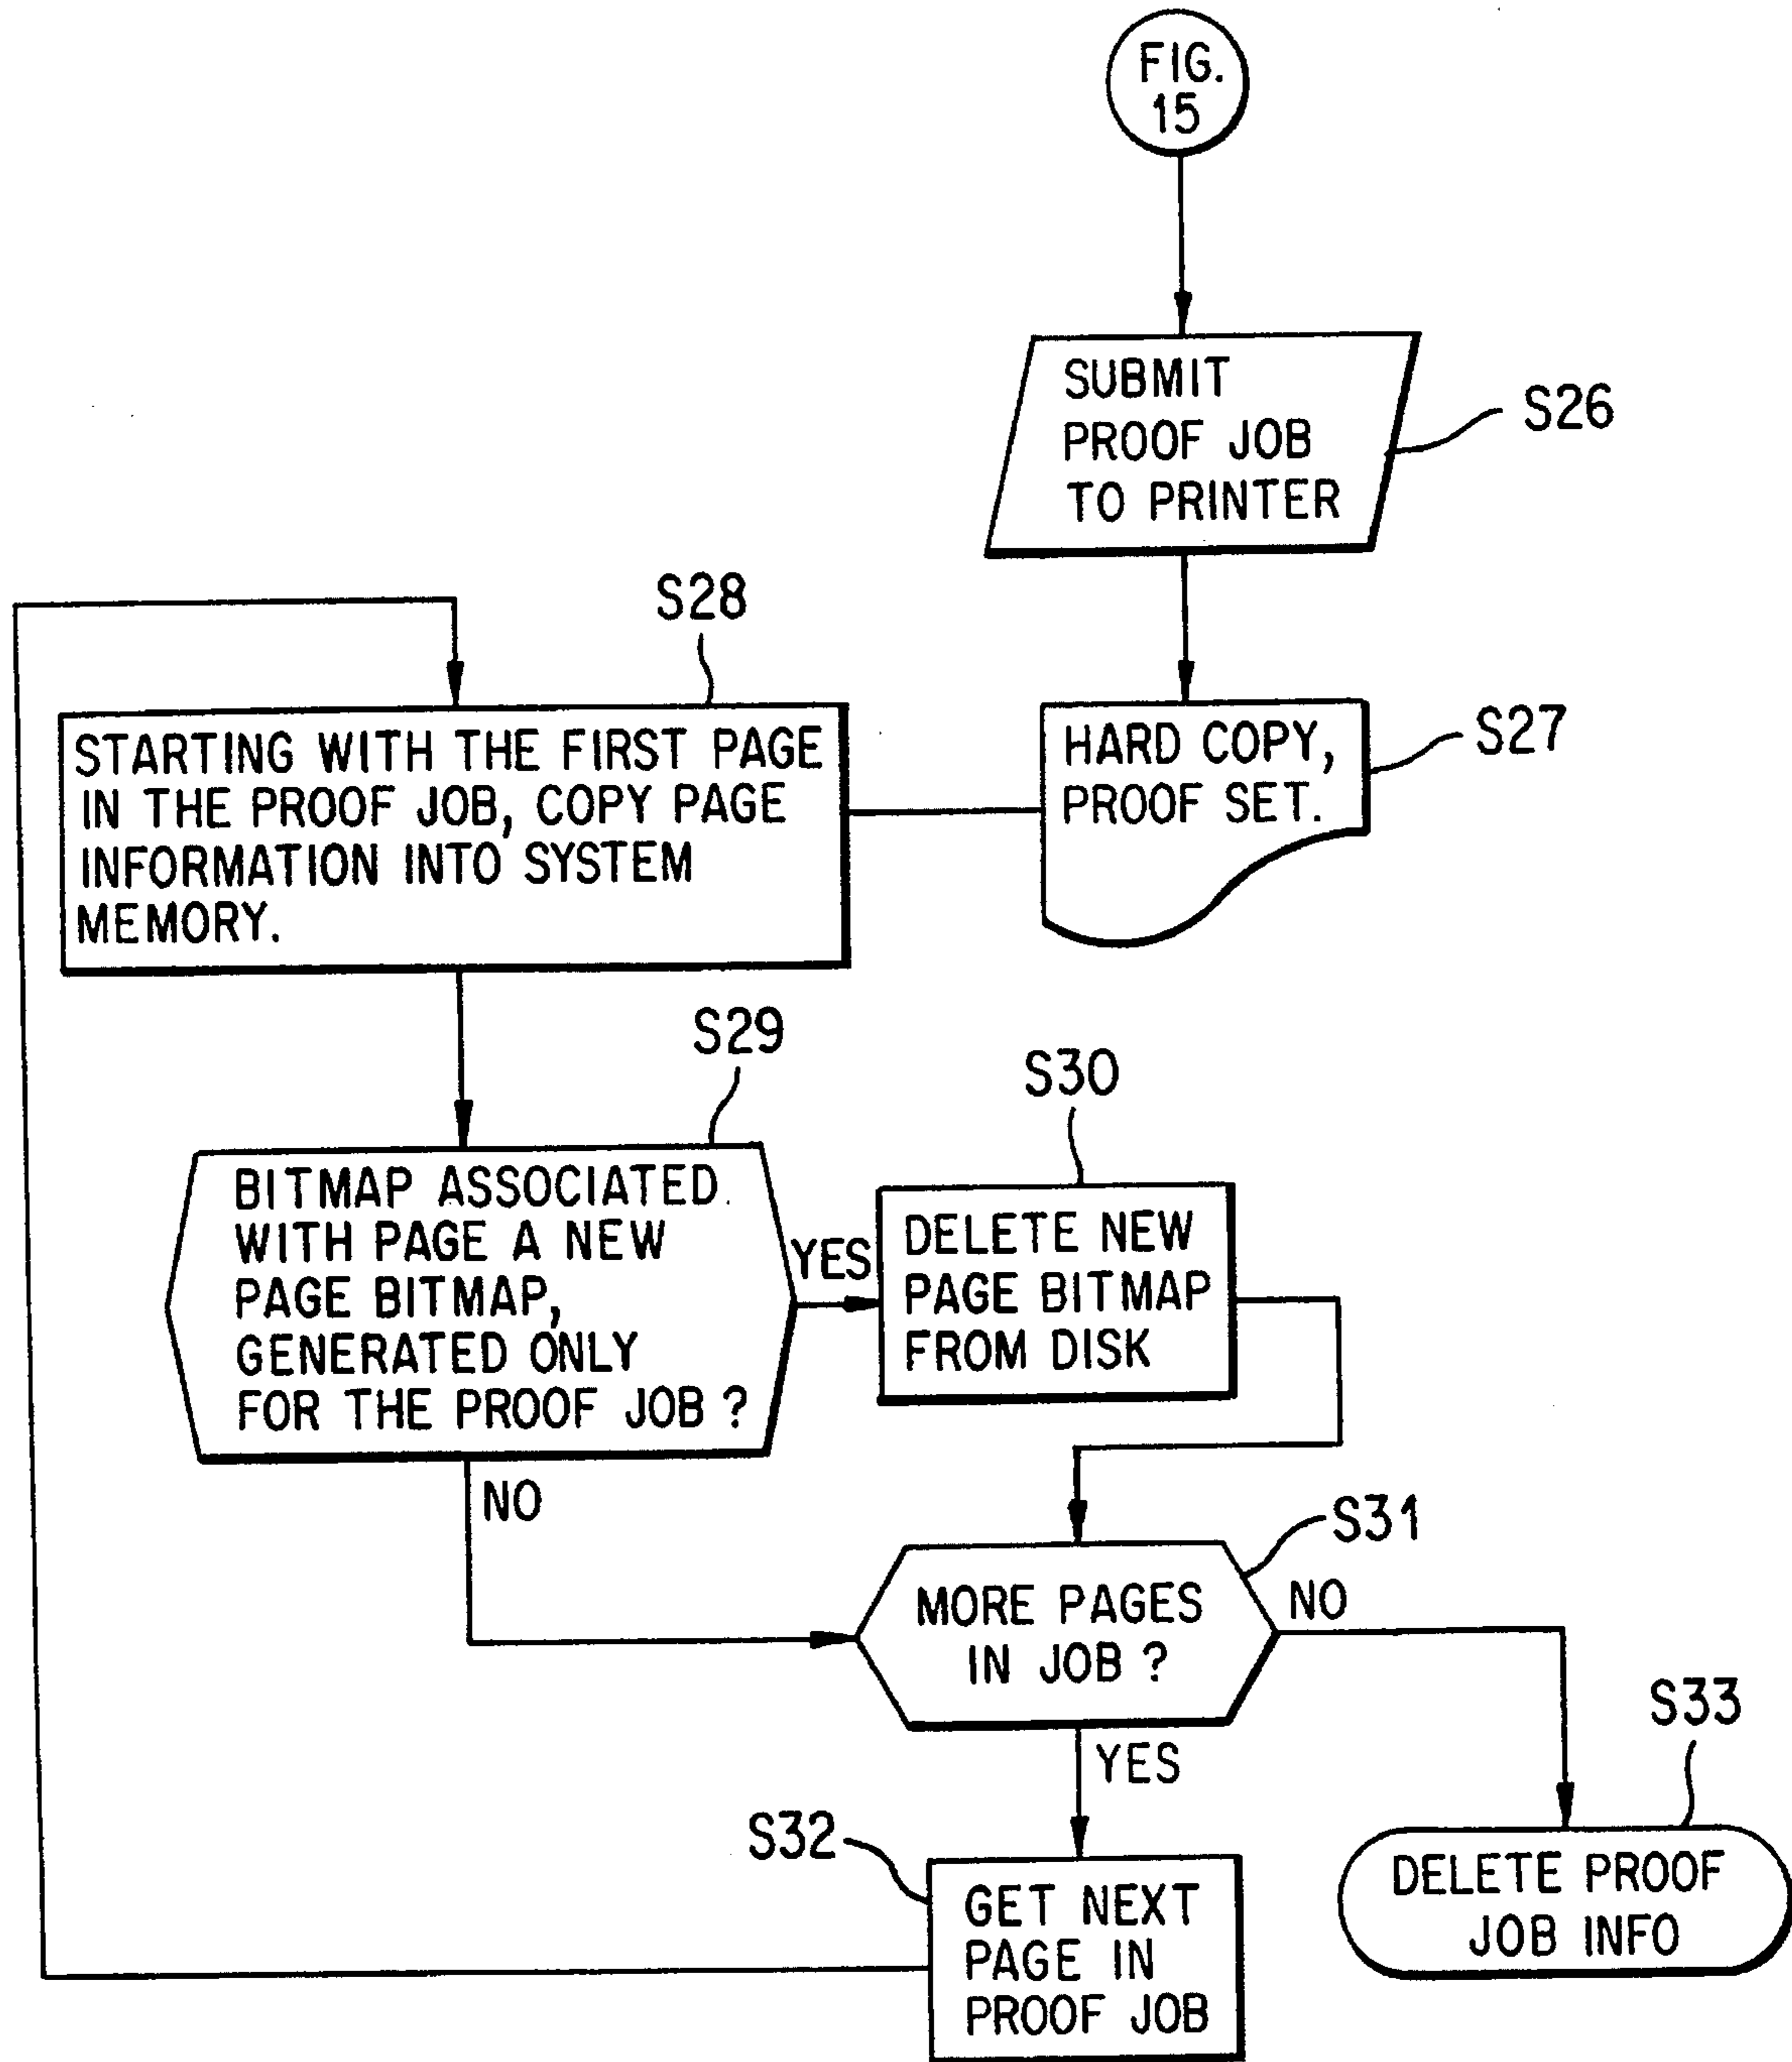 FIG.
15
SUBMIT
PROOF JOB
TO PRINTER
S26
S28
STARTING WITH THE FIRST PAGE
IN THE PROOF JOB, COPY PAGE
INFORMATION INTO SYSTEM
MEMORY.
HARD COPY,
PROOF SET.
S27
S29
BITMAP ASSOCIATED
WITH PAGE A NEW
PAGE BITMAP,
GENERATED ONLY
FOR THE PROOF JOB ?
YES
S30
DELETE NEW
PAGE BITMAP
FROM DISK
NO
S31
MORE PAGES
IN JOB ?
NO
YES
S32
GET NEXT
PAGE IN
PROOF JOB
S33
DELETE PROOF
JOB INFO